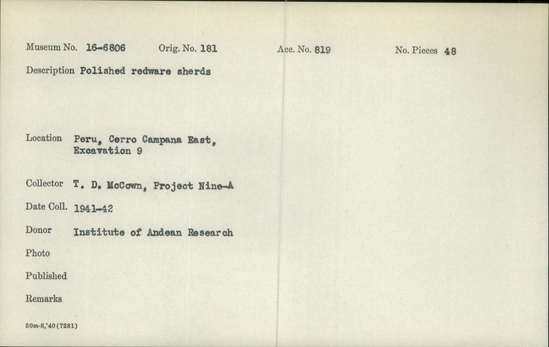 Museum No. 16-6806 Orig. No. 181 Acc. No. 819 No. Pieces 48
Description Polished redware sherds
Location Peru, Cerro Campana East,
Excavation 9
Collector T. D. McCown, Project Nine-A
Date Coll. 1941-42
Donor Institute of Andean Research
Photo
Published
Remarks
50m-8,'40(7281)